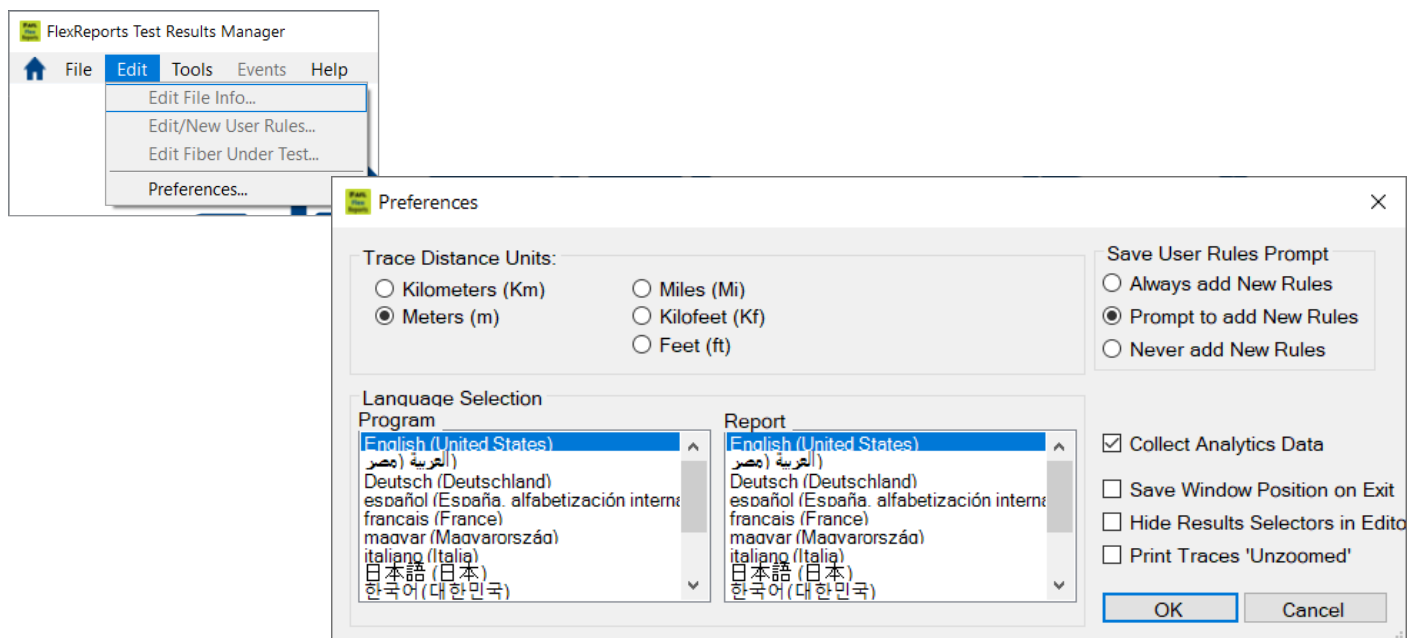 FlexReports Test Results Manager
File Edit Tools Events Help
Edit File Info...
Edit/New User Rules...
Edit Fiber Under Test...
Preferences...
Preferences
Trace Distance Units:
Kilometers (Km)
Meters (m)
Miles (Mi)
Kilofeet (Kf)
Feet (ft)
Save User Rules Prompt
Always add New Rules
Prompt to add New Rules
Never add New Rules
Language Selection
Program
English (United States)
العربية (مصر)
Deutsch (Deutschland)
español (España, alfabetización interna
français (France)
magyar (Magyarország)
italiano (Italia)
日本語 (日本)
한국어(대한민국)
Report
English (United States)
العربية (مصر)
Deutsch (Deutschland)
español (España, alfabetización interna
français (France)
magyar (Magyarország)
italiano (Italia)
日本語 (日本)
한국어(대한민국)
Collect Analytics Data
Save Window Position on Exit
Hide Results Selectors in Edito
Print Traces 'Unzoomed'
OK
Cancel